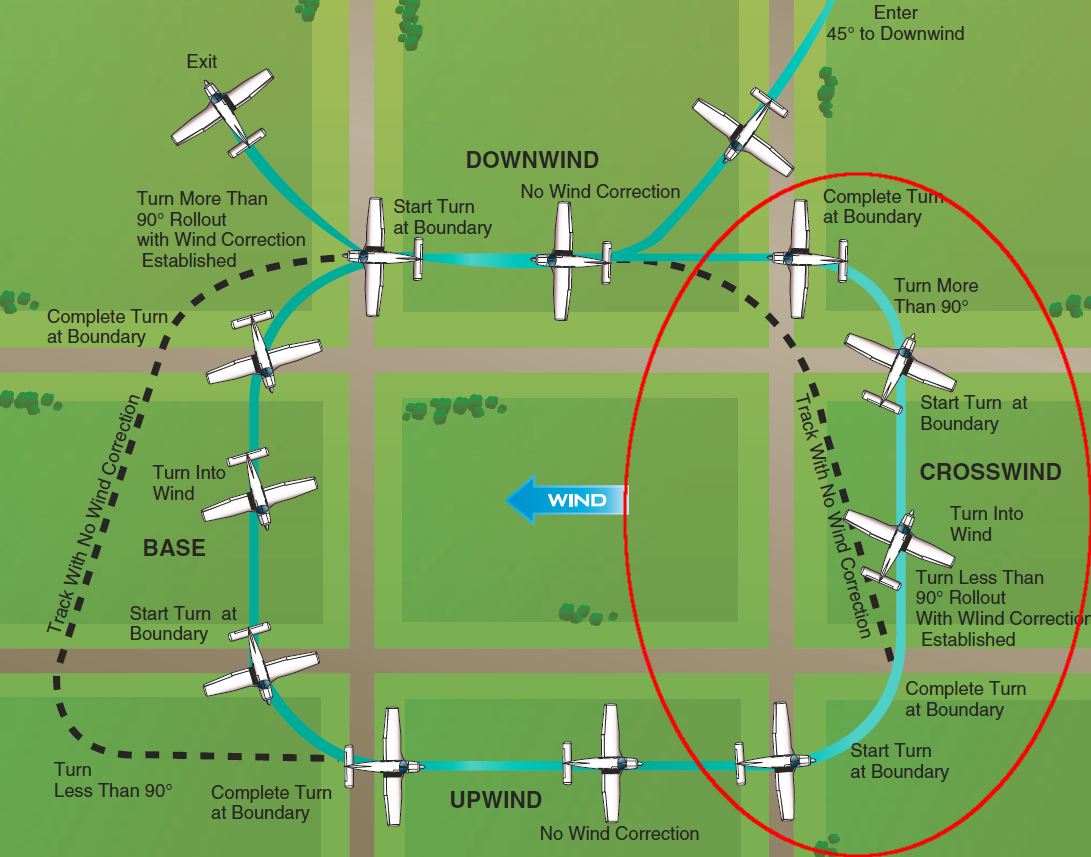 Enter
45° to Downwind
Exit
DOWNWIND
No Wind Correction
Turn More Than
90° Rollout
with Wind Correction
Established
Start Turn
at Boundary
Complete Turn
at Boundary
Turn More
Than 90°
Complete Turn
at Boundary
Start Turn at
Boundary
Track With No Wind Correction
Track With No Wind Correction
CROSSWIND
Turn Into
Wind
WIND
Turn Into
Wind
BASE
Turn Less Than
90° Rollout
With WIind Correction
Established
Start Turn at
Boundary
Complete Turn
at Boundary
Start Turn
at Boundary
Turn
Less Than 90°
Complete Turn
at Boundary
UPWIND
No Wind Correction